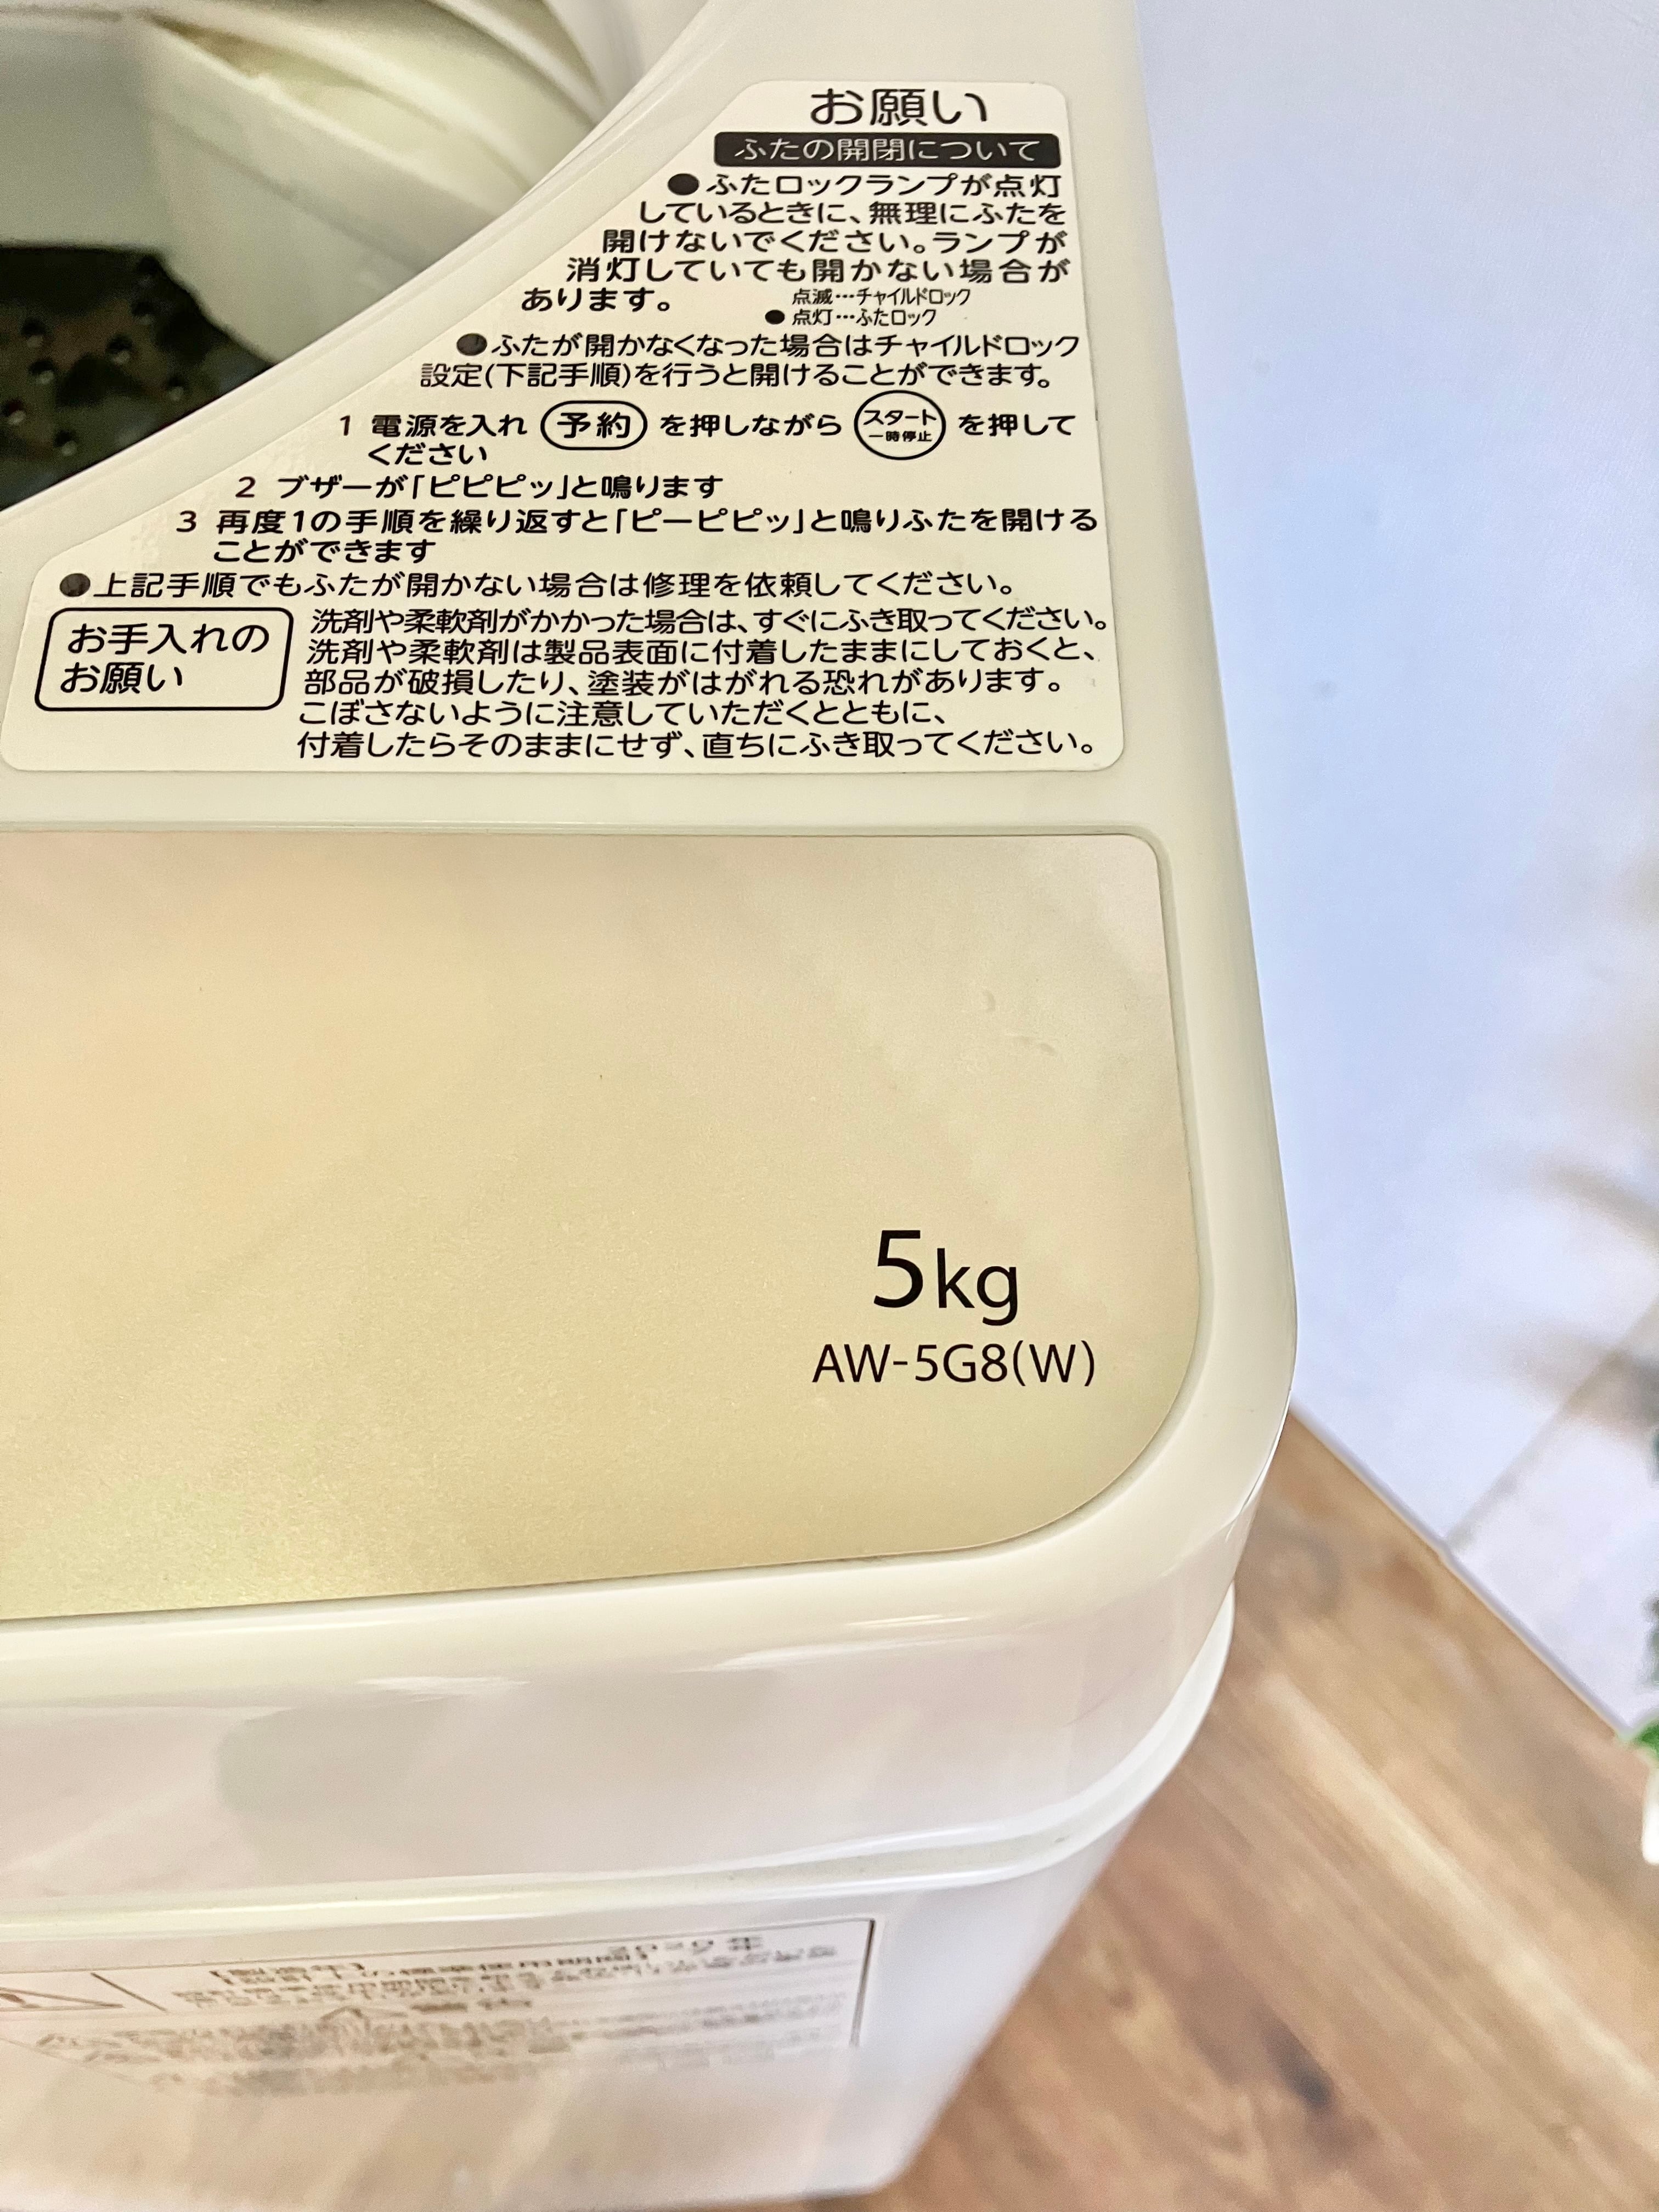 お願い
ふたの開閉について
●ふたロックランプが点灯
しているときに、無理にふたを
開けないでください。ランプが
消灯していても開かない場合が
あります。
点滅…チャイルドロック
●点灯…ふたロック
●ふたが開かなくなった場合はチャイルドロック
設定(下記手順)を行うと開けることができます。
1 電源を入れ 予約 を押しながら スタート 一時停止 を押して
ください
2 ブザーが「ピピピッ」と鳴ります
3 再度1の手順を繰り返すと「ピーピピッ」と鳴りふたを開ける
ことができます
●上記手順でもふたが開かない場合は修理を依頼してください。
お手入れの
お願い
洗剤や柔軟剤がかかった場合は、すぐにふき取ってください。
洗剤や柔軟剤は製品表面に付着したままにしておくと、
部品が破損したり、塗装がはがれる恐れがあります。
こぼさないように注意していただくとともに、
付着したらそのままにせず、直ちにふき取ってください。
5kg
AW-5G8(W)